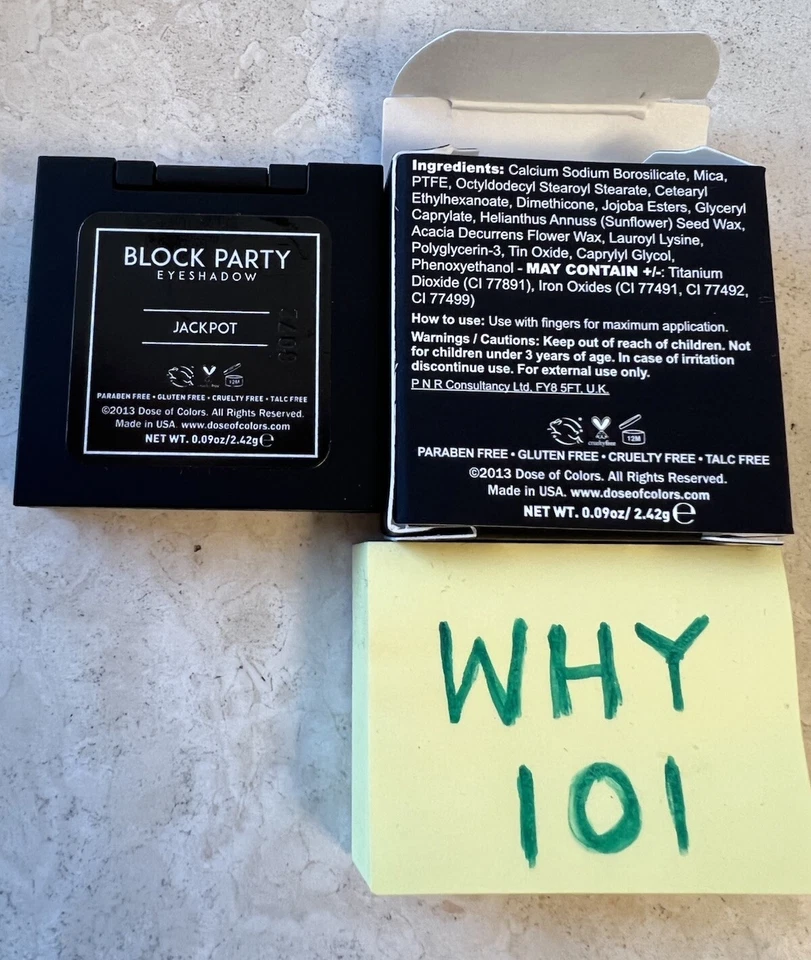 BLOCK PARTY
EYESHADOW
JACKPOT
12M
PARABEN FREE • GLUTEN FREE • CRUELTY FREE • TALC FREE
©2013 Dose of Colors. All Rights Reserved.
Made in USA. www.doseofcolors.com
NET WT. 0.09oz/2.42g℮
Ingredients: Calcium Sodium Borosilicate, Mica,
PTFE, Octyldodecyl Stearoyl Stearate, Cetearyl
Ethylhexanoate, Dimethicone, Jojoba Esters, Glyceryl
Caprylate, Helianthus Annuss (Sunflower) Seed Wax,
Acacia Decurrens Flower Wax, Lauroyl Lysine,
Polyglycerin-3, Tin Oxide, Caprylyl Glycol,
Phenoxyethanol - MAY CONTAIN +/-: Titanium
Dioxide (CI 77891), Iron Oxides (CI 77491, CI 77492,
CI 77499)
How to use: Use with fingers for maximum application.
Warnings / Cautions: Keep out of reach of children. Not
for children under 3 years of age. In case of irritation
discontinue use. For external use only.
P N R Consultancy Ltd. FY8 5FT, U.K.
crueltyfree
12M
PARABEN FREE • GLUTEN FREE • CRUELTY FREE • TALC FREE
©2013 Dose of Colors. All Rights Reserved.
Made in USA. www.doseofcolors.com
NET WT. 0.09oz/ 2.42g℮
WHY
101